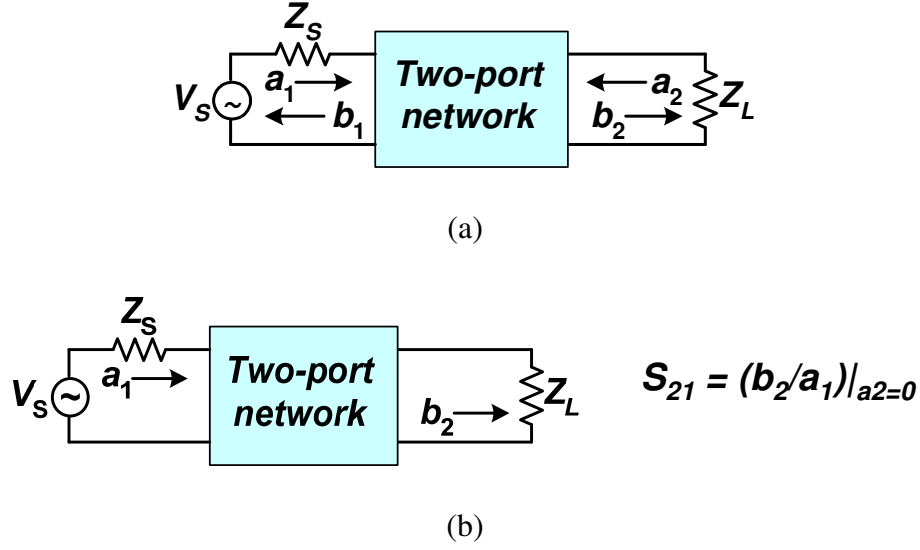 Z_S
V_S
~
a_1
b_1
Two-port
network
a_2
b_2
Z_L
(a)
Z_S
V_S
~
a_1
Two-port
network
b_2
Z_L
S_21 = (b_2/a_1)|_a2=0
(b)